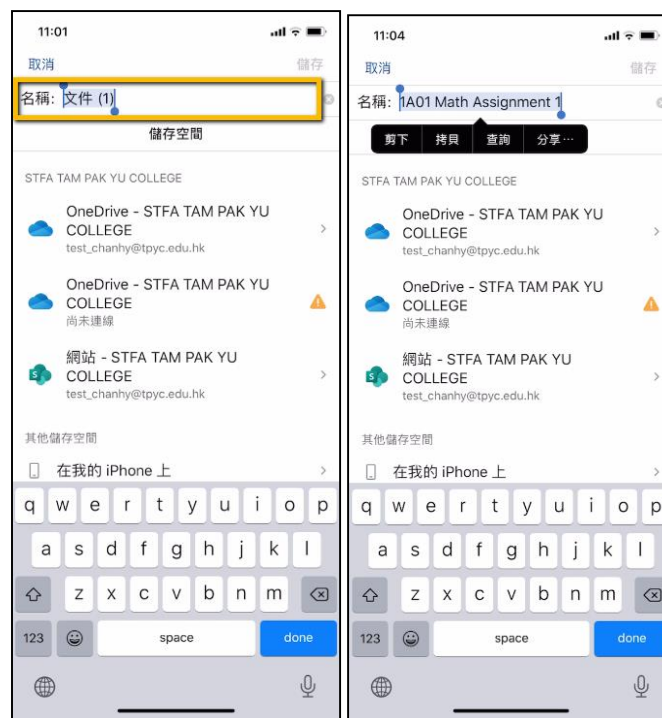 11:01
取消
儲存
名稱: 文件 (1)
儲存空間
STFA TAM PAK YU COLLEGE
OneDrive - STFA TAM PAK YU
COLLEGE
test_chanhy@tpyc.edu.hk
OneDrive - STFA TAM PAK YU
COLLEGE
尚未連線
網站 - STFA TAM PAK YU
COLLEGE
test_chanhy@tpyc.edu.hk
其他儲存空間
在我的 iPhone 上
q w e r t y u i o p
a s d f g h j k l
z x c v b n m
123 space done
11:04
取消
儲存
名稱: 1A01 Math Assignment 1
剪下 拷貝 查詢 分享…
STFA TAM PAK YU COLLEGE
OneDrive - STFA TAM PAK YU
COLLEGE
test_chanhy@tpyc.edu.hk
OneDrive - STFA TAM PAK YU
COLLEGE
尚未連線
網站 - STFA TAM PAK YU
COLLEGE
test_chanhy@tpyc.edu.hk
其他儲存空間
在我的 iPhone 上
q w e r t y u i o p
a s d f g h j k l
z x c v b n m
123 space done